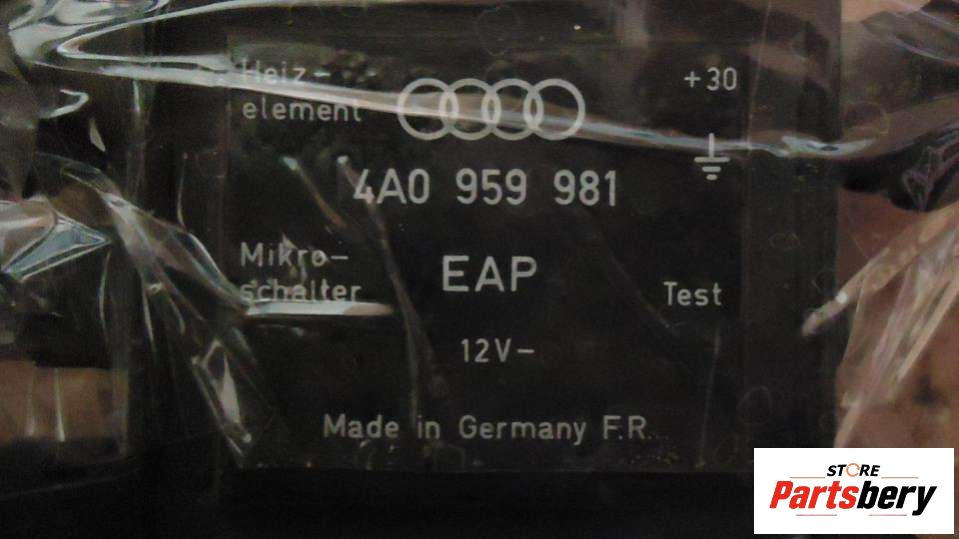 Heiz-
element
+30
4A0 959 981
Mikro-
schalter
EAP
Test
12V-
Made in Germany F.R.
STORE
Partsbery